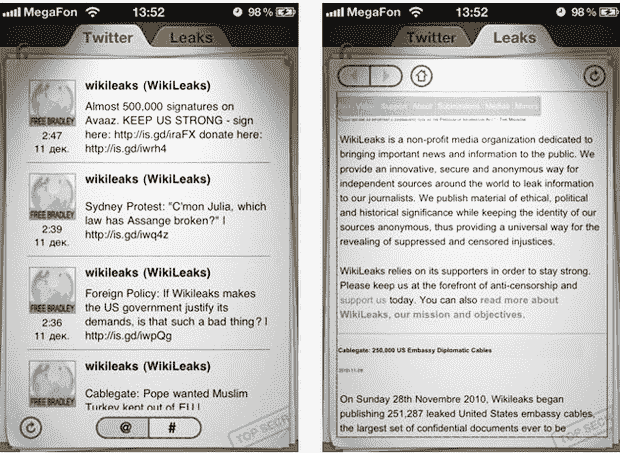 MegaFon 13:52 98 %
Twitter Leaks
wikileaks (WikiLeaks)
Almost 500,000 signatures on
Avaaz. KEEP US STRONG - sign
here: http://is.gd/iraFX donate here:
http://is.gd/iwrh4
FREE BRADLEY
2:47
11 дек.
wikileaks (WikiLeaks)
Sydney Protest: "C'mon Julia, which
law has Assange broken?" |
http://is.gd/iwq4z
FREE BRADLEY
2:39
11 дек.
wikileaks (WikiLeaks)
Foreign Policy: If Wikileaks makes
the US government justify its
demands, is that such a bad thing? |
http://is.gd/iwpQg
FREE BRADLEY
2:36
11 дек.
wikileaks (WikiLeaks)
Cablegate: Pope wanted Muslim
Turkey kept out of EU |
FREE BRADLEY
@ #
TOP SECR
MegaFon 13:52 98 %
Twitter Leaks
Support About Submissions Medias Mirrors
WikiLeaks is a non-profit media organization dedicated to
bringing important news and information to the public. We
provide an innovative, secure and anonymous way for
independent sources around the world to leak information
to our journalists. We publish material of ethical, political
and historical significance while keeping the identity of our
sources anonymous, thus providing a universal way for the
revealing of suppressed and censored injustices.
WikiLeaks relies on its supporters in order to stay strong.
Please keep us at the forefront of anti-censorship and
support us today. You can also read more about
WikiLeaks, our mission and objectives.
Cablegate: 250,000 US Embassy Diplomatic Cables
2010.11.28
On Sunday 28th Novembre 2010, Wikileaks began
publishing 251,287 leaked United States embassy cables,
the largest set of confidential documents ever to be
TOP SECR